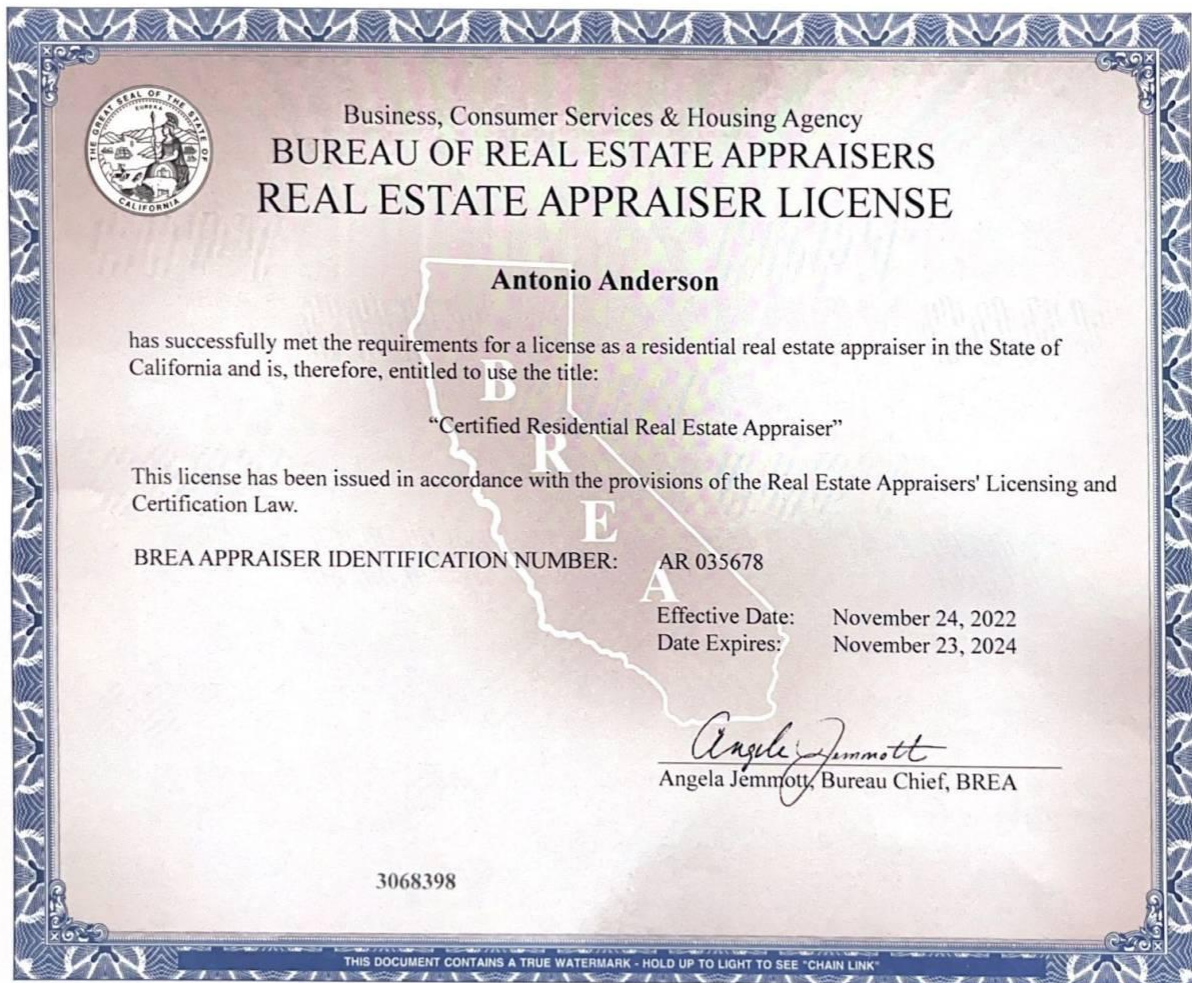 THE GREAT SEAL OF THE STATE OF CALIFORNIA
EUREKA
Business, Consumer Services & Housing Agency
BUREAU OF REAL ESTATE APPRAISERS
REAL ESTATE APPRAISER LICENSE
Antonio Anderson
has successfully met the requirements for a license as a residential real estate appraiser in the State of
California and is, therefore, entitled to use the title:
“Certified Residential Real Estate Appraiser”
This license has been issued in accordance with the provisions of the Real Estate Appraisers' Licensing and
Certification Law.
B
R
E
A
BREA APPRAISER IDENTIFICATION NUMBER: AR 035678
Effective Date: November 24, 2022
Date Expires: November 23, 2024
Angela Jemmott
Angela Jemmott, Bureau Chief, BREA
3068398
THIS DOCUMENT CONTAINS A TRUE WATERMARK - HOLD UP TO LIGHT TO SEE "CHAIN LINK"